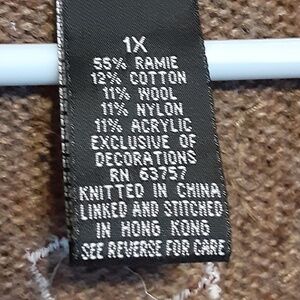 1X
55% RAMIE
12% COTTON
11% WOOL
11% NYLON
11% ACRYLIC
EXCLUSIVE OF
DECORATIONS
RN 63757
KNITTED IN CHINA
LINKED AND STITCHED
IN HONG KONG
SEE REVERSE FOR CARE